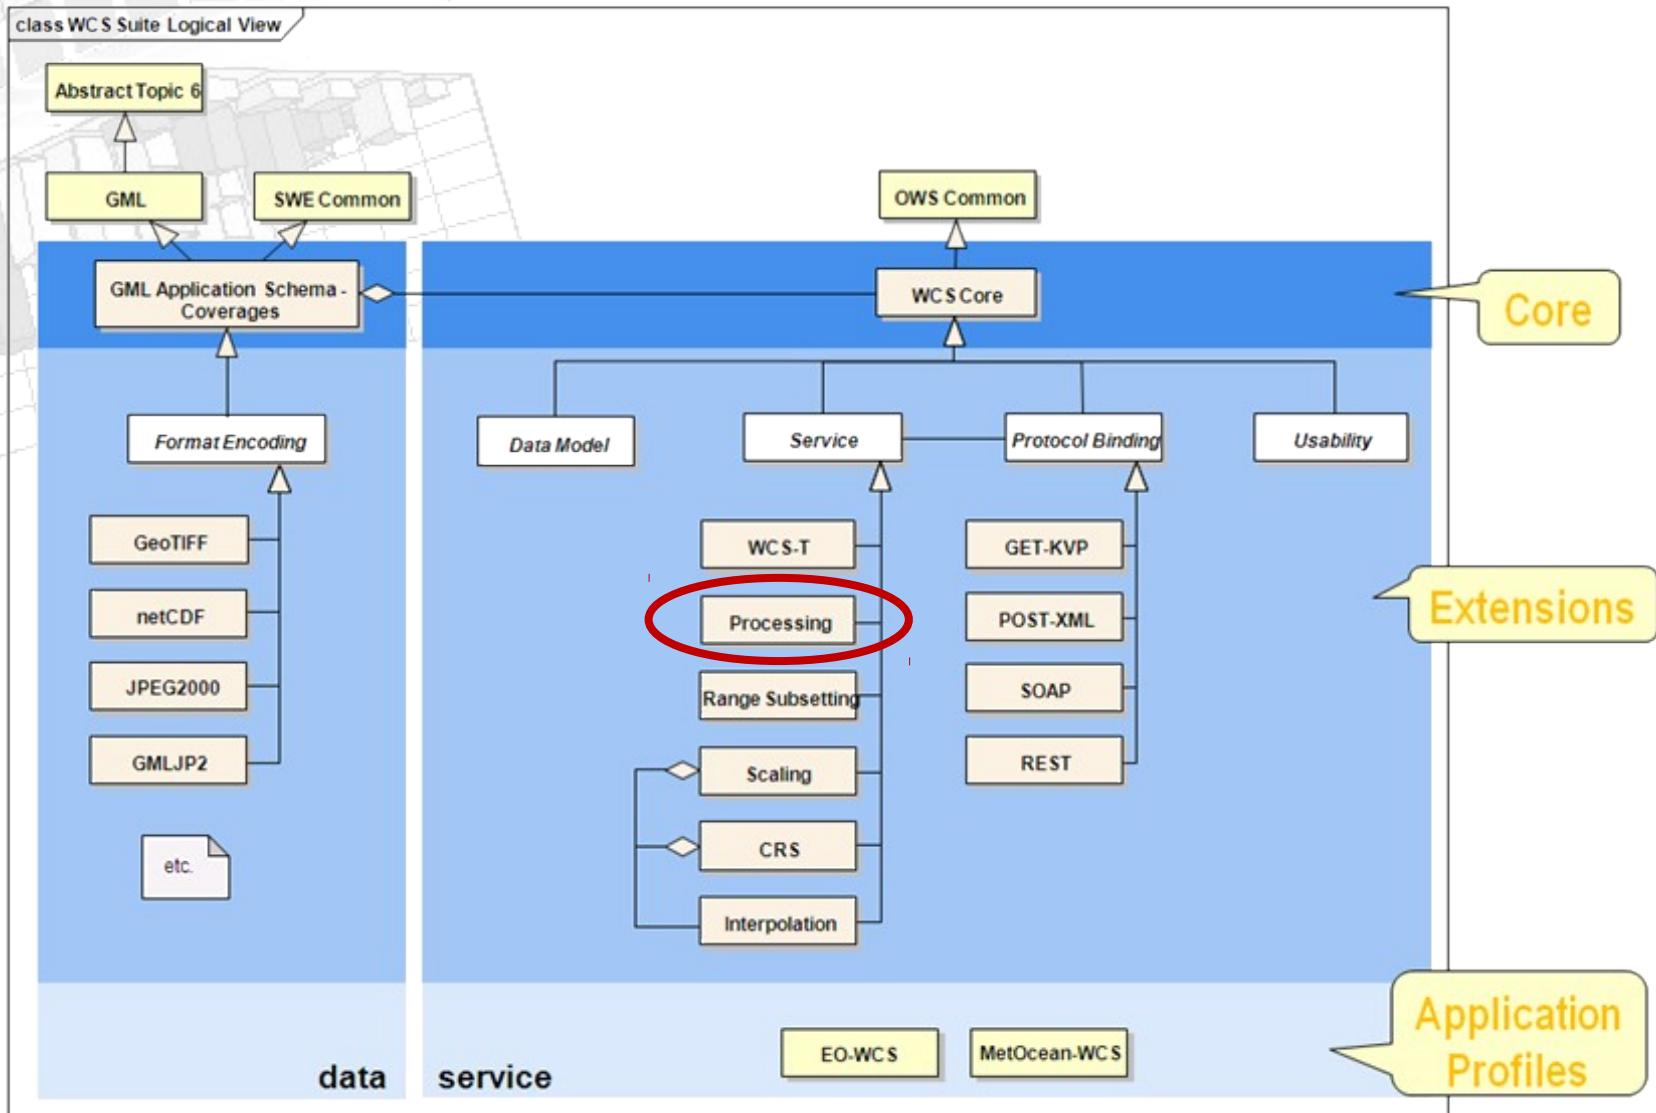 class WCS Suite Logical View
Abstract Topic 6
GML
SWE Common
OWS Common
GML Application Schema -
Coverages
WCS Core
Core
Format Encoding
Data Model
Service
Protocol Binding
Usability
GeoTIFF
netCDF
JPEG2000
GMLJP2
etc.
WCS-T
Processing
Range Subsetting
Scaling
CRS
Interpolation
GET-KVP
POST-XML
SOAP
REST
Extensions
EO-WCS
MetOcean-WCS
Application
Profiles
data
service